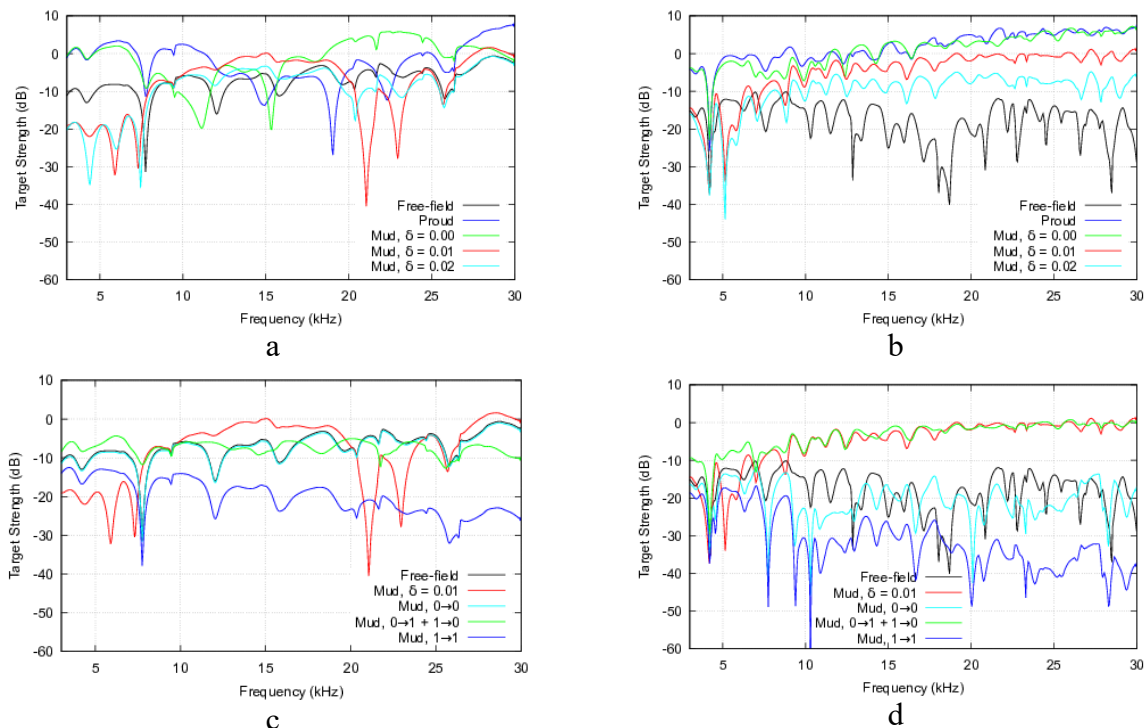 10
0
-10
-20
-30
-40
-50
-60
Target Strength (dB)
Free-field
Proud
Mud, δ = 0.00
Mud, δ = 0.01
Mud, δ = 0.02
5 10 15 20 25 30
Frequency (kHz)
a
10
0
-10
-20
-30
-40
-50
-60
Target Strength (dB)
Free-field
Proud
Mud, δ = 0.00
Mud, δ = 0.01
Mud, δ = 0.02
5 10 15 20 25 30
Frequency (kHz)
b
10
0
-10
-20
-30
-40
-50
-60
Target Strength (dB)
Free-field
Mud, δ = 0.01
Mud, 0→0
Mud, 0→1 + 1→0
Mud, 1→1
5 10 15 20 25 30
Frequency (kHz)
c
10
0
-10
-20
-30
-40
-50
-60
Target Strength (dB)
Free-field
Mud, δ = 0.01
Mud, 0→0
Mud, 0→1 + 1→0
Mud, 1→1
5 10 15 20 25 30
Frequency (kHz)
d